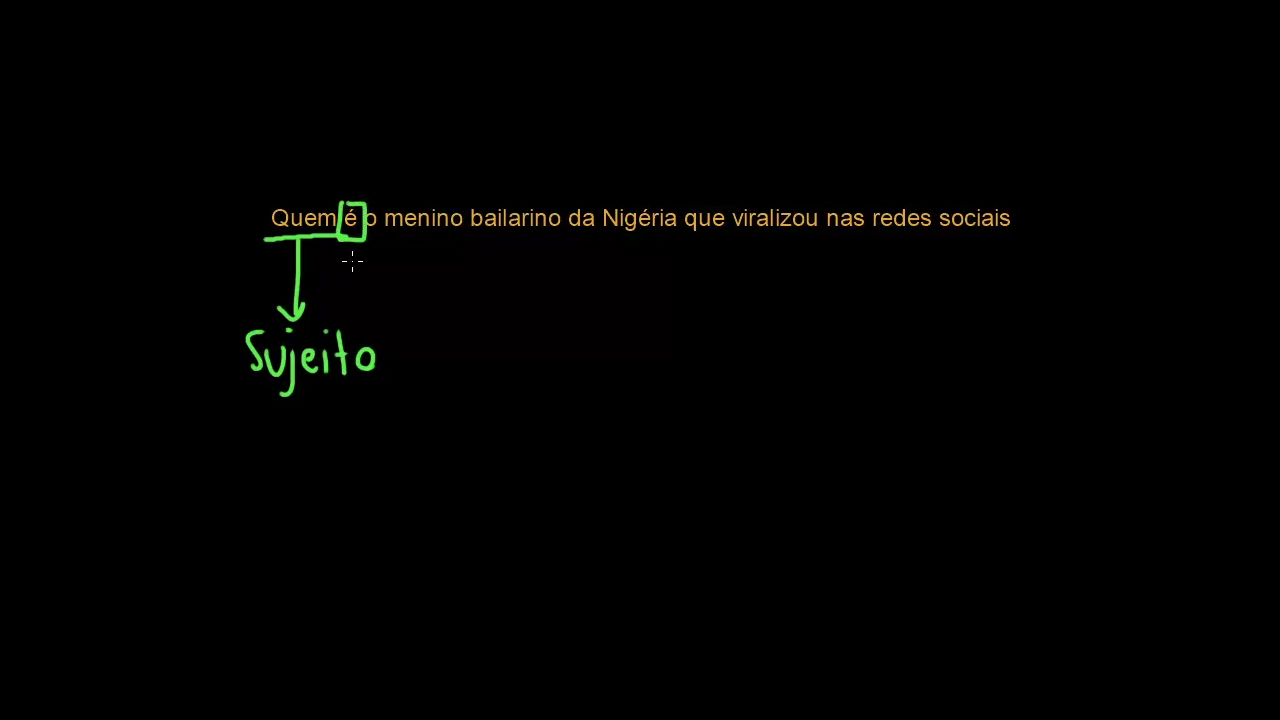 Quem é o menino bailarino da Nigéria que viralizou nas redes sociais
Sujeito